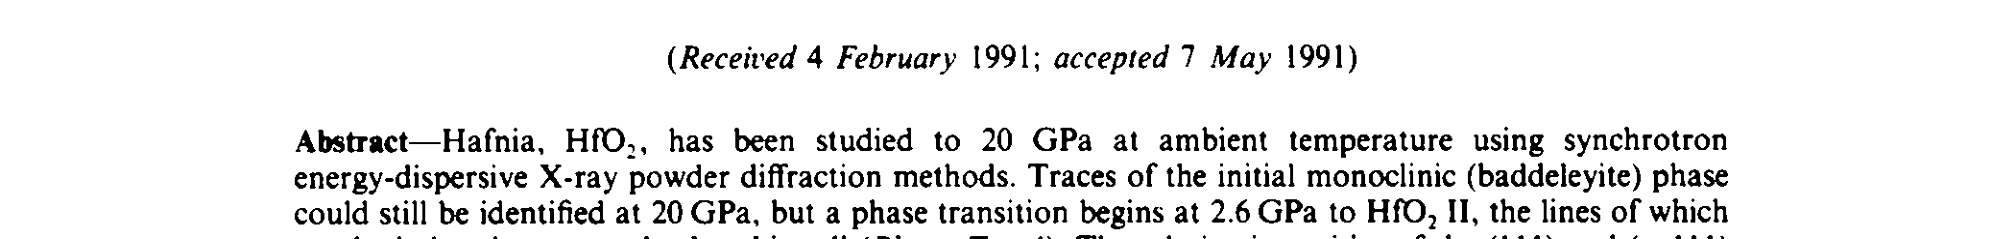 (Received 4 February 1991; accepted 7 May 1991)
Abstract—Hafnia, HfO₂, has been studied to 20 GPa at ambient temperature using synchrotron
energy-dispersive X-ray powder diffraction methods. Traces of the initial monoclinic (baddeleyite) phase
could still be identified at 20 GPa, but a phase transition begins at 2.6 GPa to HfO₂ II, the lines of which